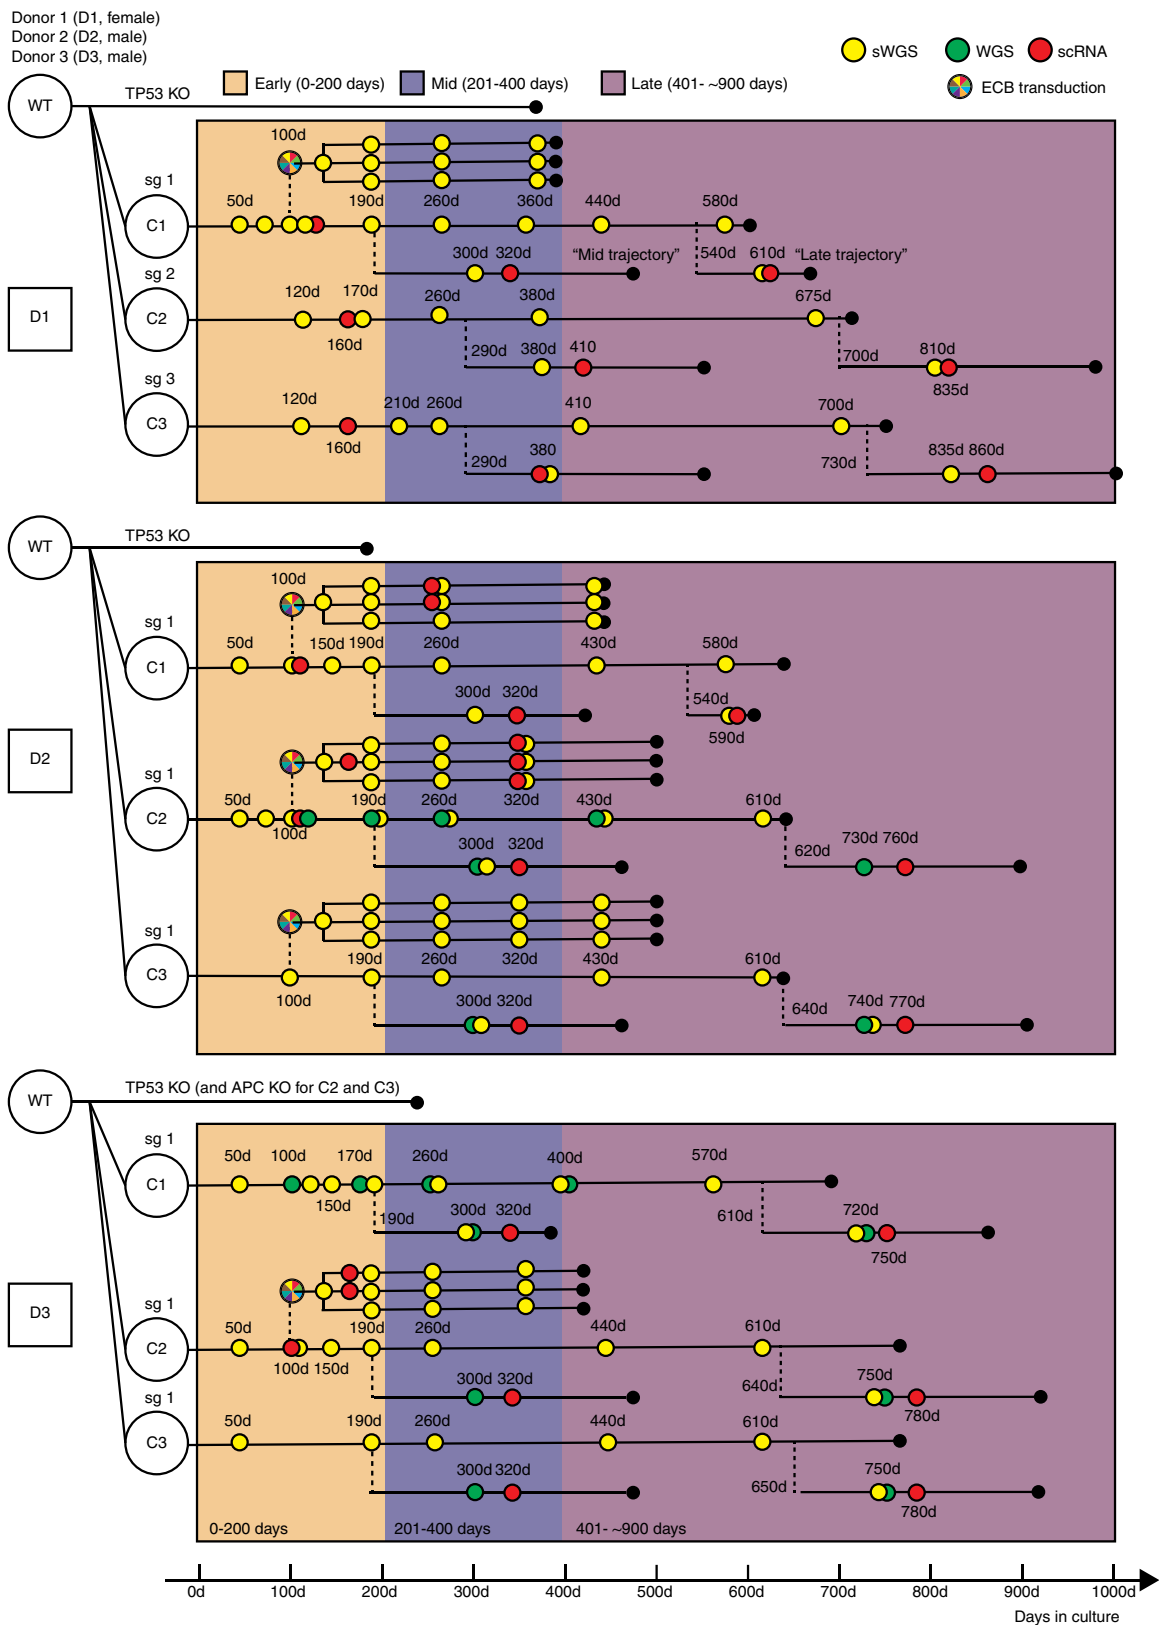 Donor 1 (D1, female)
Donor 2 (D2, male)
Donor 3 (D3, male)
sWGS WGS scRNA
Early (0-200 days) Mid (201-400 days) Late (401- ~900 days) ECB transduction
WT TP53 KO
100d
sg 1
50d 190d 260d 360d 440d 580d
C1
300d 320d "Mid trajectory" 540d 610d "Late trajectory"
sg 2
120d 170d 260d 380d 675d
D1
C2
160d 290d 380d 410 700d 810d
835d
sg 3
120d 210d 260d 410 700d
C3
160d 290d 380 730d 835d 860d
WT TP53 KO
100d
sg 1
50d 150d 190d 260d 430d 580d
C1
300d 320d 540d
590d
D2
sg 1
50d 190d 260d 320d 430d 610d
C2
100d
300d 320d 620d 730d 760d
sg 1
190d 260d 320d 430d 610d
C3
100d 300d 320d 640d 740d 770d
WT TP53 KO (and APC KO for C2 and C3)
sg 1
50d 100d 170d 260d 400d 570d
C1
150d 190d 300d 320d 610d 720d
750d
D3
sg 1
50d 190d 260d 440d 610d
C2
100d 150d 300d 320d 640d 750d
780d
sg 1
50d 190d 260d 440d 610d
C3
300d 320d 650d 750d
780d
0-200 days 201-400 days 401- ~900 days
0d 100d 200d 300d 400d 500d 600d 700d 800d 900d 1000d
Days in culture